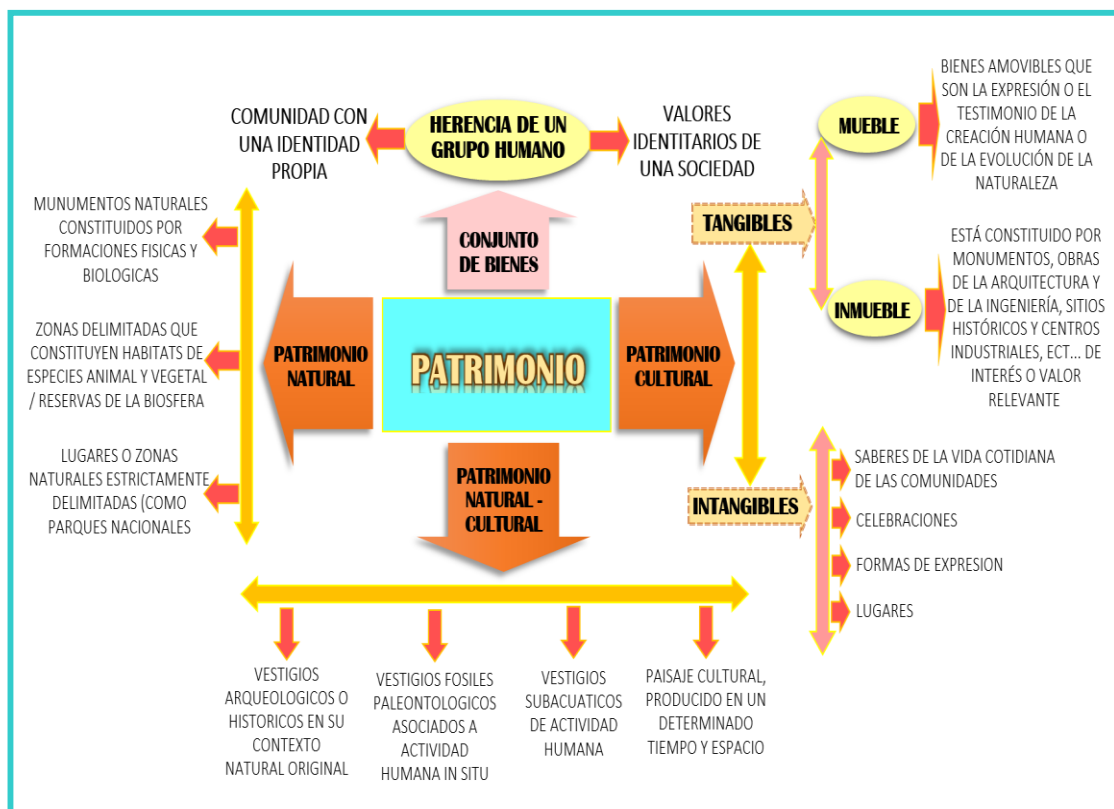 HERENCIA DE UN
GRUPO HUMANO
COMUNIDAD CON
UNA IDENTIDAD
PROPIA
VALORES
IDENTITARIOS DE
UNA SOCIEDAD
CONJUNTO
DE BIENES
PATRIMONIO
PATRIMONIO
NATURAL
MUNUMENTOS NATURALES
CONSTITUIDOS POR
FORMACIONES FISICAS Y
BIOLOGICAS
ZONAS DELIMITADAS QUE
CONSTITUYEN HABITATS DE
ESPECIES ANIMAL Y VEGETAL
/ RESERVAS DE LA BIOSFERA
LUGARES O ZONAS
NATURALES ESTRICTAMENTE
DELIMITADAS (COMO
PARQUES NACIONALES
PATRIMONIO
CULTURAL
TANGIBLES
MUEBLE
BIENES AMOVIBLES QUE
SON LA EXPRESIÓN O EL
TESTIMONIO DE LA
CREACIÓN HUMANA O
DE LA EVOLUCIÓN DE LA
NATURALEZA
INMUEBLE
ESTÁ CONSTITUIDO POR
MONUMENTOS, OBRAS
DE LA ARQUITECTURA Y
DE LA INGENIERÍA, SITIOS
HISTÓRICOS Y CENTROS
INDUSTRIALES, ECT... DE
INTERÉS O VALOR
RELEVANTE
INTANGIBLES
SABERES DE LA VIDA COTIDIANA
DE LAS COMUNIDADES
CELEBRACIONES
FORMAS DE EXPRESION
LUGARES
PATRIMONIO
NATURAL -
CULTURAL
VESTIGIOS
ARQUEOLOGICOS O
HISTORICOS EN SU
CONTEXTO
NATURAL ORIGINAL
VESTIGIOS FOSILES
PALEONTOLOGICOS
ASOCIADOS A
ACTIVIDAD
HUMANA IN SITU
VESTIGIOS
SUBACUATICOS
DE ACTIVIDAD
HUMANA
PAISAJE CULTURAL,
PRODUCIDO EN UN
DETERMINADO
TIEMPO Y ESPACIO